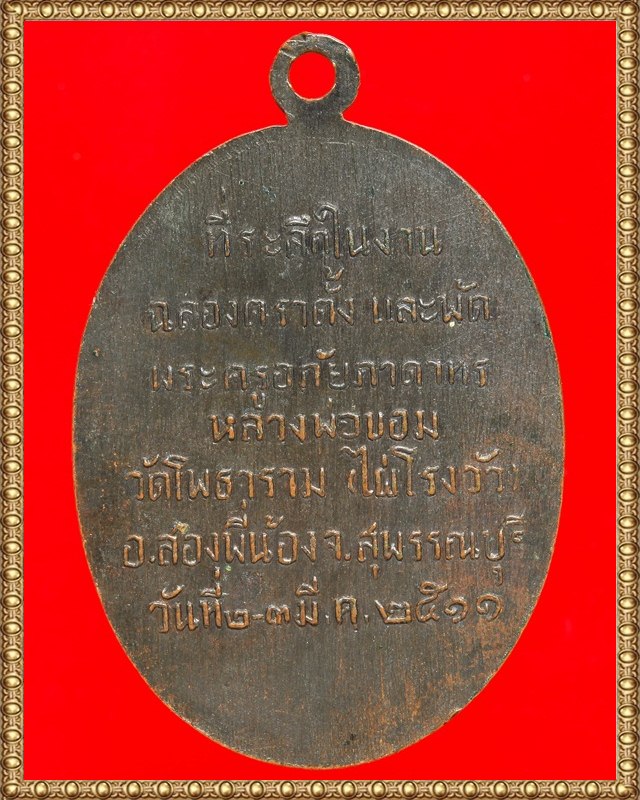 ที่ระลึกในงาน
ฉลองตราตั้ง และพัด
พระครูอภัยภาดาทร
หลวงพ่อขอม
วัดโพธาราม (ไผ่โรงวัว)
อ.สองพี่น้อง จ.สุพรรณบุรี
วันที่ ๒-๓ มี.ค. ๒๕๑๑